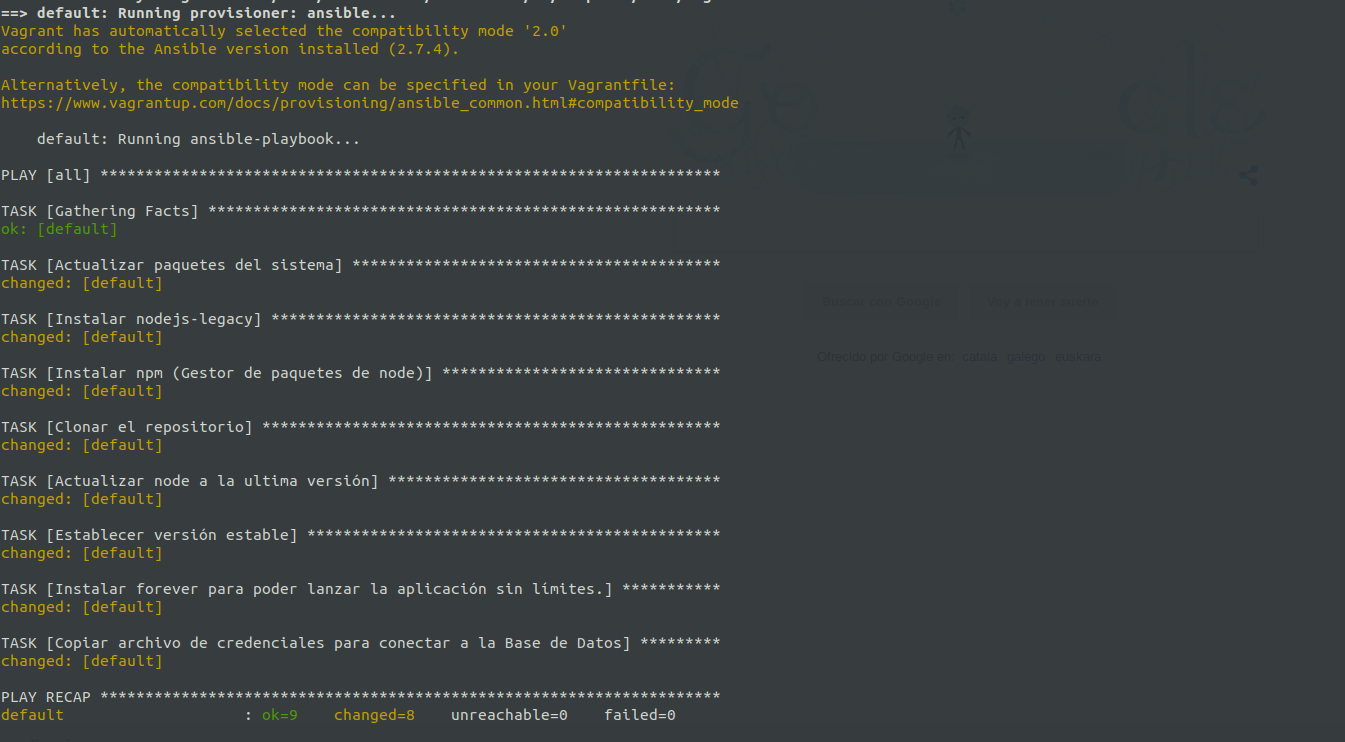 ==> default: Running provisioner: ansible...
Vagrant has automatically selected the compatibility mode '2.0'
according to the Ansible version installed (2.7.4).
Alternatively, the compatibility mode can be specified in your Vagrantfile:
https://www.vagrantup.com/docs/provisioning/ansible_common.html#compatibility_mode
default: Running ansible-playbook...
PLAY [all] *********************************************************************
TASK [Gathering Facts] *********************************************************
ok: [default]
TASK [Actualizar paquetes del sistema] *****************************************
changed: [default]
TASK [Instalar nodejs-legacy] **************************************************
changed: [default]
TASK [Instalar npm (Gestor de paquetes de node)] *******************************
changed: [default]
TASK [Clonar el repositorio] ***************************************************
changed: [default]
TASK [Actualizar node a la ultima versión] *************************************
changed: [default]
TASK [Establecer versión estable] **********************************************
changed: [default]
TASK [Instalar forever para poder lanzar la aplicación sin límites.] ***********
changed: [default]
TASK [Copiar archivo de credenciales para conectar a la Base de Datos] *********
changed: [default]
PLAY RECAP *********************************************************************
default : ok=9 changed=8 unreachable=0 failed=0
Buscar con Google
Voy a tener suerte
Ofrecido por Google en: català galego euskara